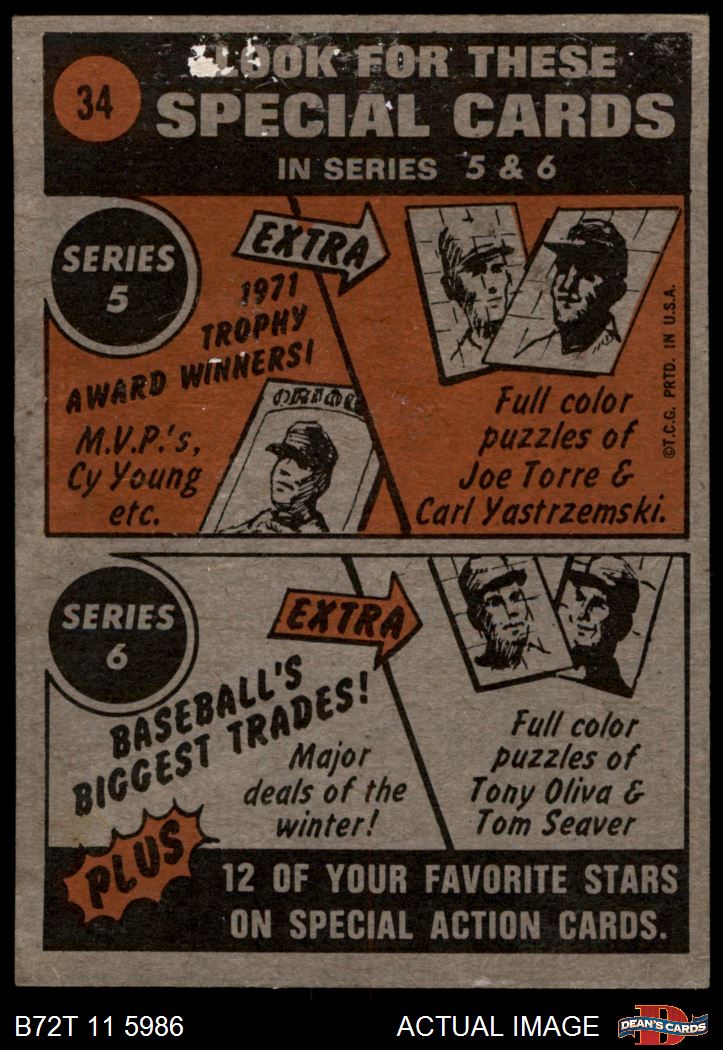 34
LOOK FOR THESE
SPECIAL CARDS
IN SERIES 5 & 6
SERIES
5
EXTRA
1971
TROPHY
AWARD WINNERS!
M.V.P.'s,
Cy Young
etc.
ORIOL
Full color
puzzles of
Joe Torre &
Carl Yastrzemski.
©T.C.G. PRTD. IN U.S.A.
SERIES
6
EXTRA
BASEBALL'S
BIGGEST TRADES!
Major
deals of the
winter!
Full color
puzzles of
Tony Oliva &
Tom Seaver
PLUS
12 OF YOUR FAVORITE STARS
ON SPECIAL ACTION CARDS.
B72T 11 5986
ACTUAL IMAGE
D
DEAN'S CARDS